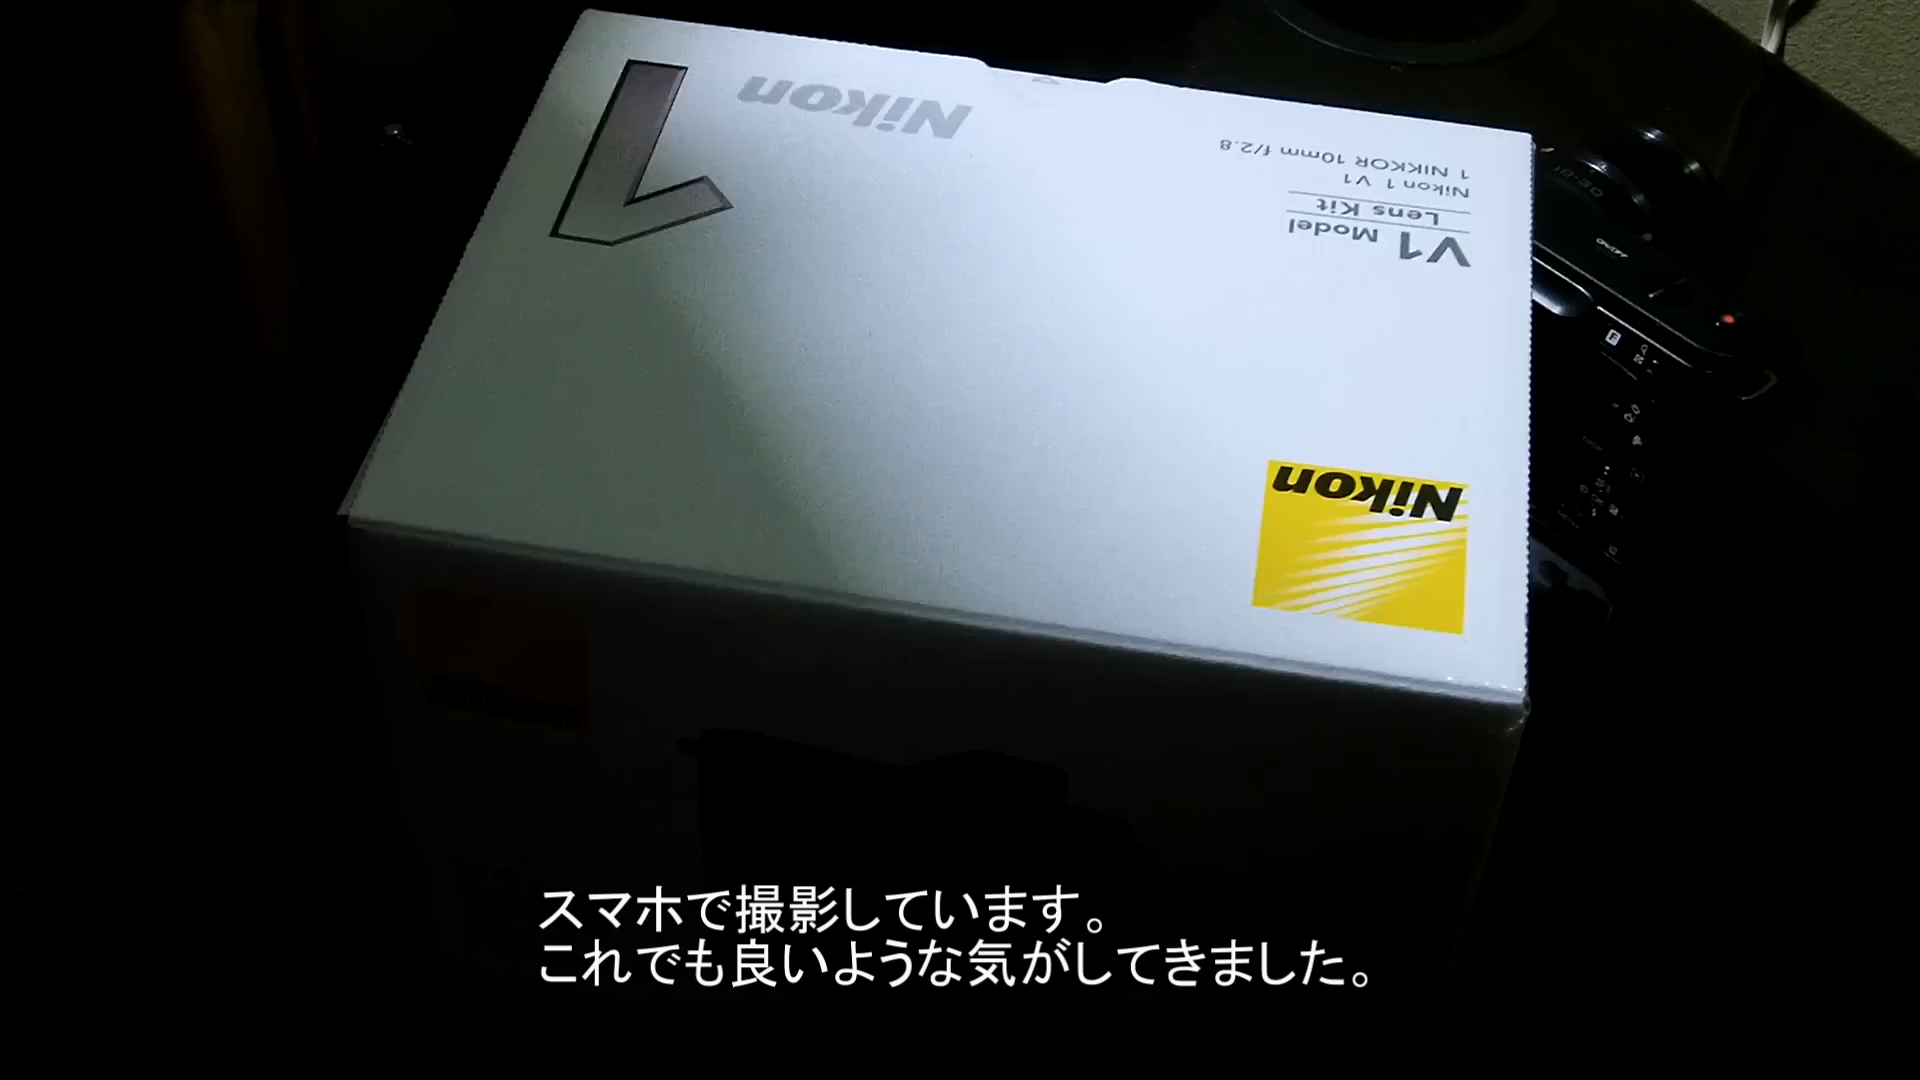 Nikon
1
V1 Model
Lens Kit
Nikon 1 V1
1 NIKKOR 10mm f/2.8
Nikon
スマホで撮影しています。
これでも良いような気がしてきました。